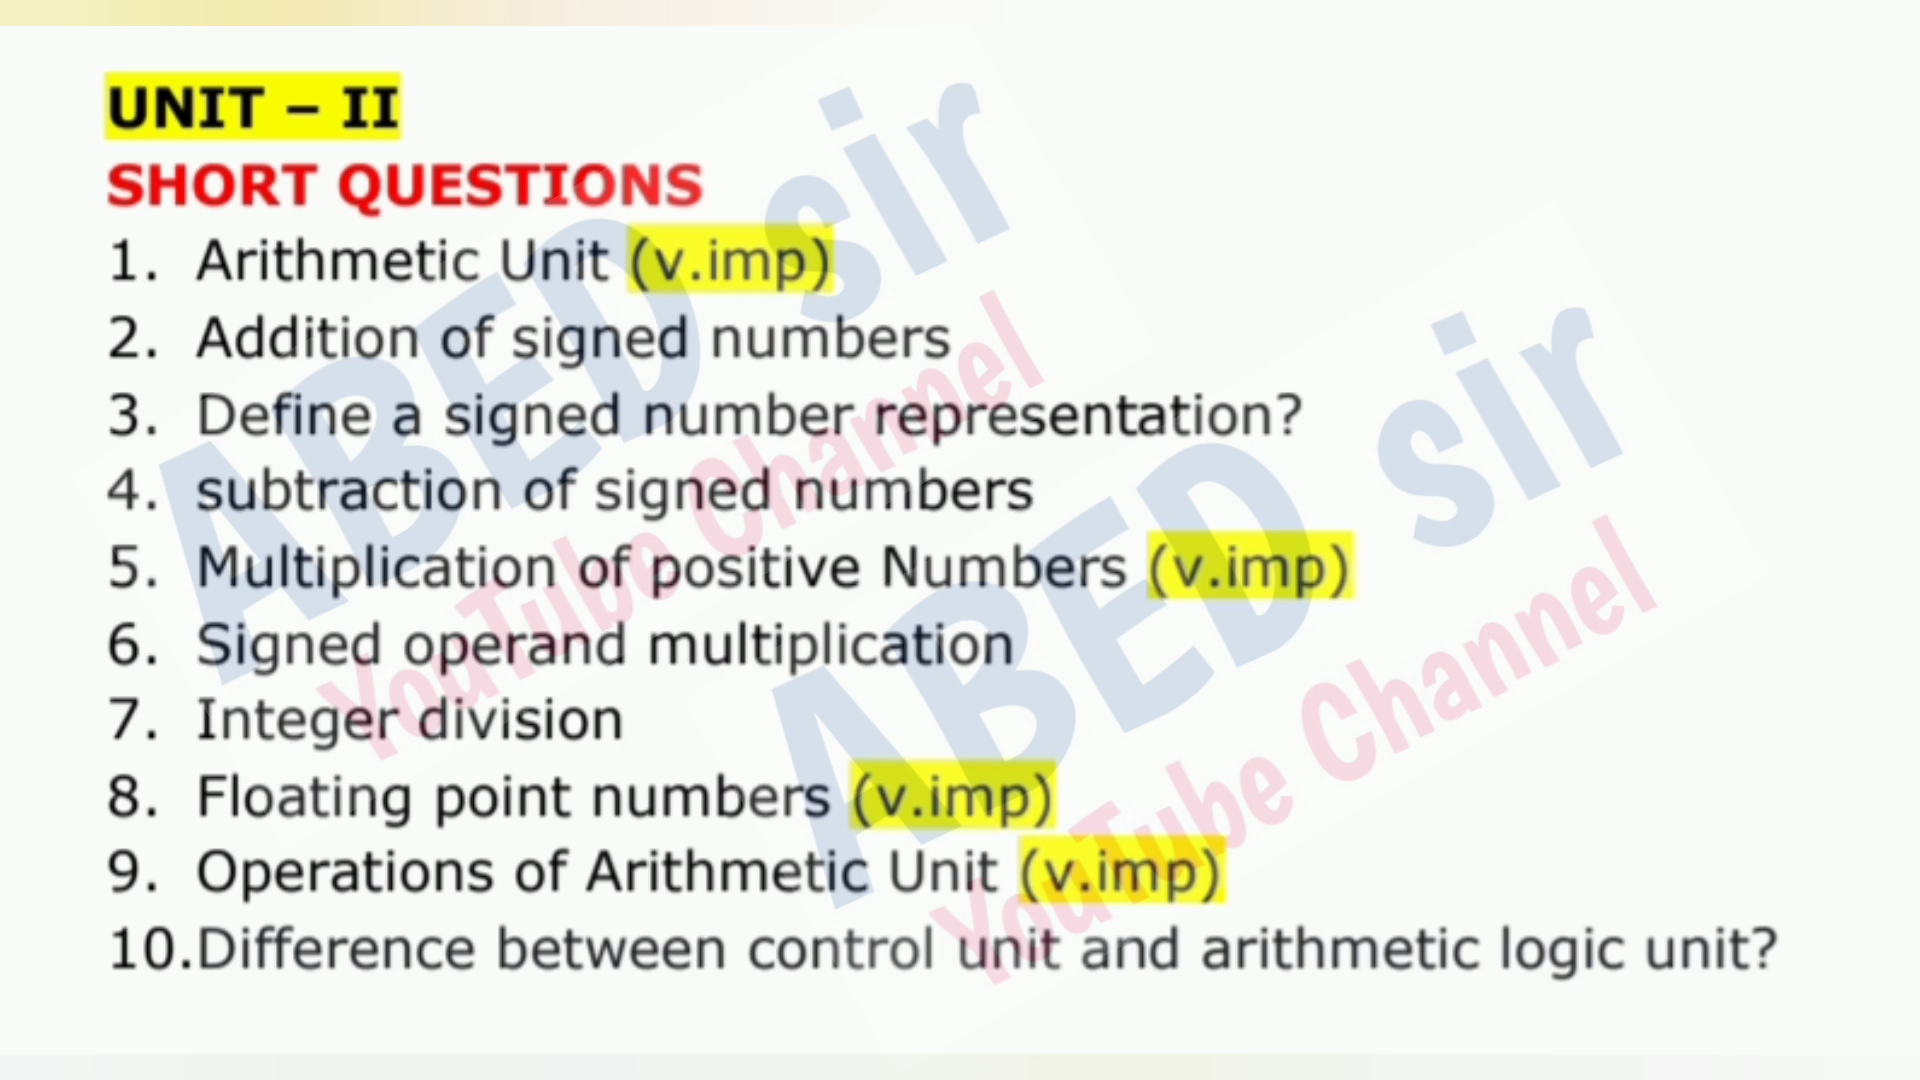 UNIT – II
SHORT QUESTIONS
1. Arithmetic Unit (v.imp)
2. Addition of signed numbers
3. Define a signed number representation?
4. subtraction of signed numbers
5. Multiplication of positive Numbers (v.imp)
6. Signed operand multiplication
7. Integer division
8. Floating point numbers (v.imp)
9. Operations of Arithmetic Unit (v.imp)
10.Difference between control unit and arithmetic logic unit?
ABED sir
YouTube Channel
ABED sir
YouTube Channel